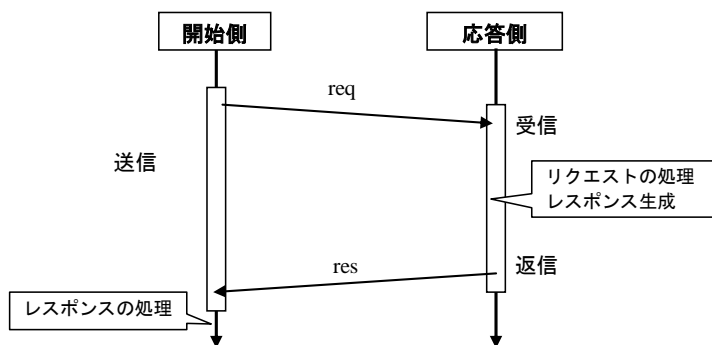 開始側
応答側
req
受信
送信
リクエストの処理
レスポンス生成
res
返信
レスポンスの処理